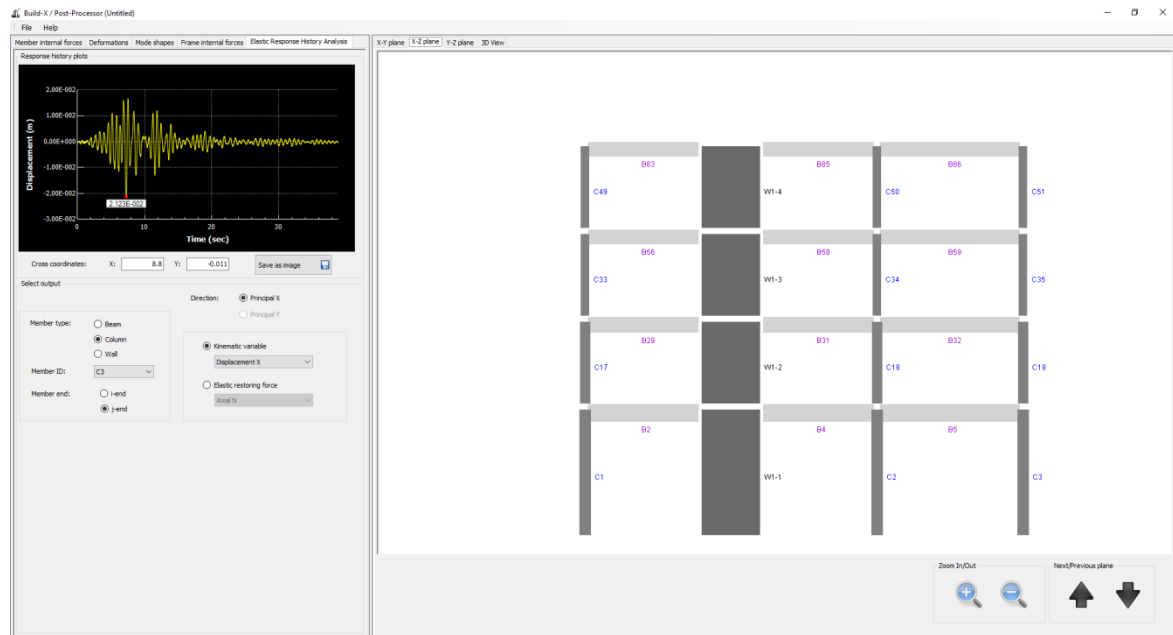 Build-X / Post-Processor (Untitled)
File Help
Member internal forces Deformations Mode shapes Frame internal forces Elastic Response History Analysis
Response history plots
2.00E-002
1.00E-002
0.00E+000
-1.00E-002
-2.00E-002
-3.00E-002
Displacement (m)
2.123E-002
0 10 20 30
Time (sec)
Cross coordinates: X: 8.8 Y: -0.011 Save as image
Select output
Direction: Principal X
Principal Y
Member type: Beam
Column
Wall
Member ID: C3
Member end: i-end
j-end
Kinematic variable
Displacement X
Elastic restoring force
Axial N
X-Y plane X-Z plane Y-Z plane 3D View
B83 B85 B86
C49 W1-4 C50 C51
B56 B58 B59
C33 W1-3 C34 C35
B29 B31 B32
C17 W1-2 C18 C19
B2 B4 B5
C1 W1-1 C2 C3
Zoom In/Out
Next/Previous plane